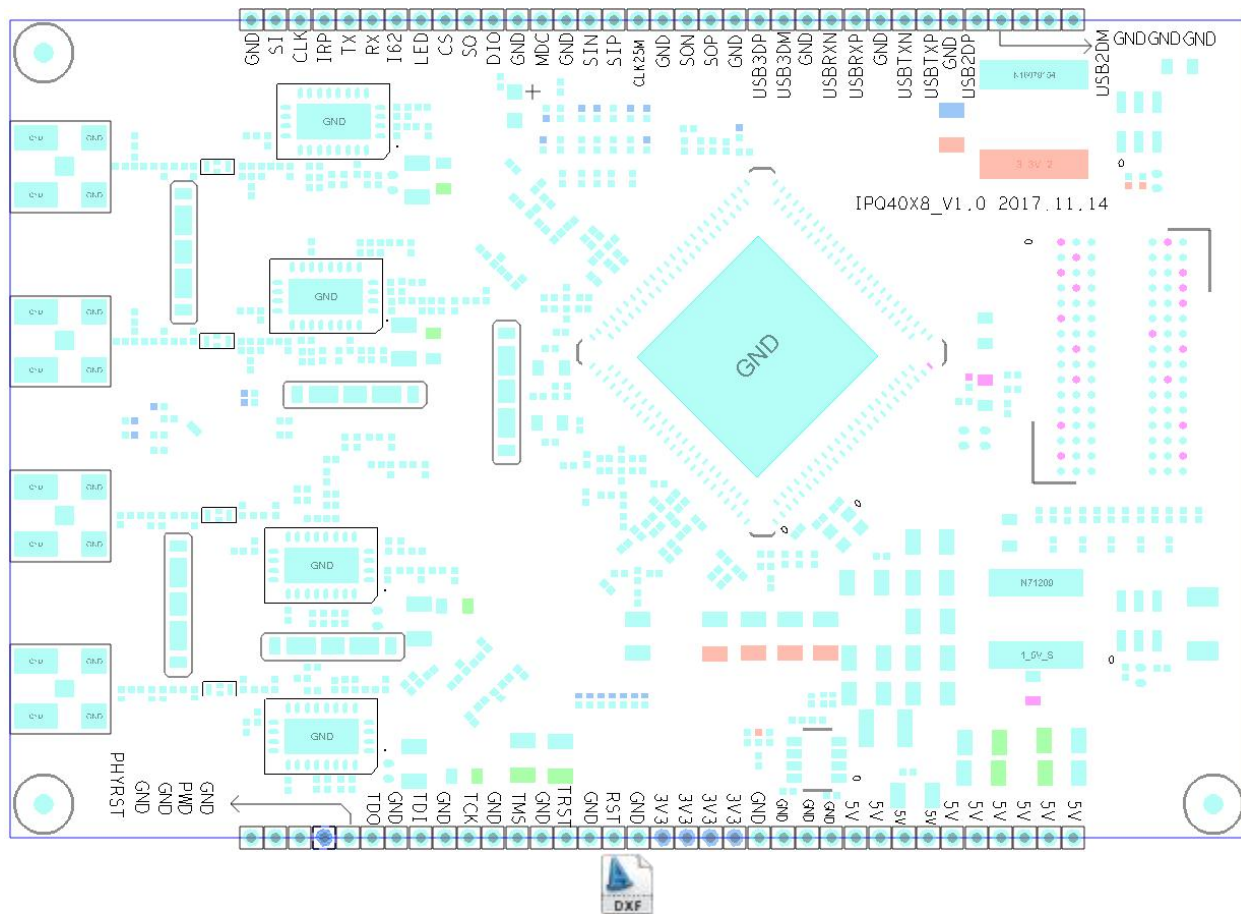 GND
SI
CLK
IRP
TX
RX
I62
LED
CS
SO
DIO
GND
MDC
GND
SIN
SIP
CLK25M
GND
SON
SOP
GND
USB3DP
USB3DM
GND
USBRXN
USBRXP
GND
USBTXN
USBTXP
GND
USB2DP
USB2DM
GND GND GND
GND
3_3V_2
IPQ40X8_V1.0 2017.11.14
GND
GND
GND
N71209
1_5V_S
GND
PHYRST
GND
GND
PWD
GND
TDO
GND
TDI
GND
TCK
GND
TMS
GND
TRST
GND
RST
GND
3V3
3V3
3V3
3V3
GND
GND
GND
GND
5V
5V
5V
5V
5V
5V
5V
5V
5V
5V
DXF